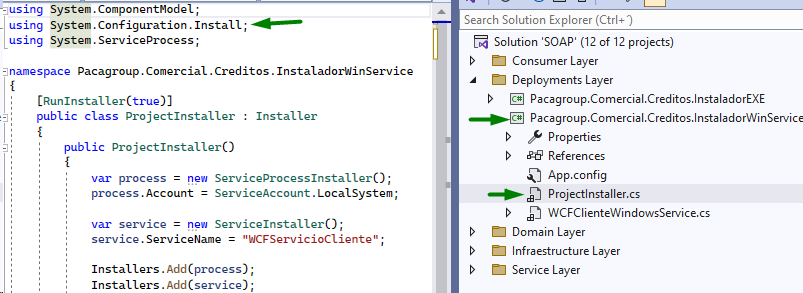 using System.ComponentModel;
using System.Configuration.Install;
using System.ServiceProcess;
namespace Pacagroup.Comercial.Creditos.InstaladorWinService
{
[RunInstaller(true)]
public class ProjectInstaller : Installer
{
public ProjectInstaller()
{
var process = new ServiceProcessInstaller();
process.Account = ServiceAccount.LocalSystem;
var service = new ServiceInstaller();
service.ServiceName = "WCFServicioCliente";
Installers.Add(process);
Installers.Add(service);
Search Solution Explorer (Ctrl+´)
Solution 'SOAP' (12 of 12 projects)
Consumer Layer
Deployments Layer
C# Pacagroup.Comercial.Creditos.InstaladorEXE
C# Pacagroup.Comercial.Creditos.InstaladorWinService
Properties
References
App.config
ProjectInstaller.cs
WCFClienteWindowsService.cs
Domain Layer
Infrastructure Layer
Service Layer